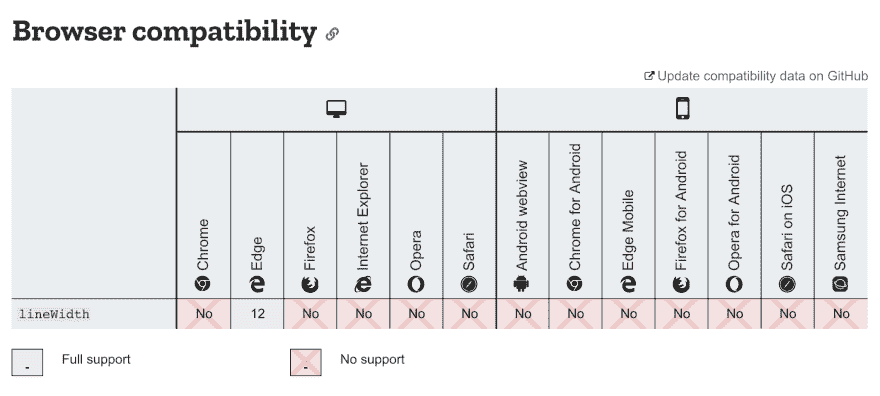 Browser compatibility
Update compatibility data on GitHub
Chrome
Edge
Firefox
Internet Explorer
Opera
Safari
Android webview
Chrome for Android
Edge Mobile
Firefox for Android
Opera for Android
Safari on iOS
Samsung Internet
lineWidth No 12 No No No No No No No No No No No
- Full support - No support